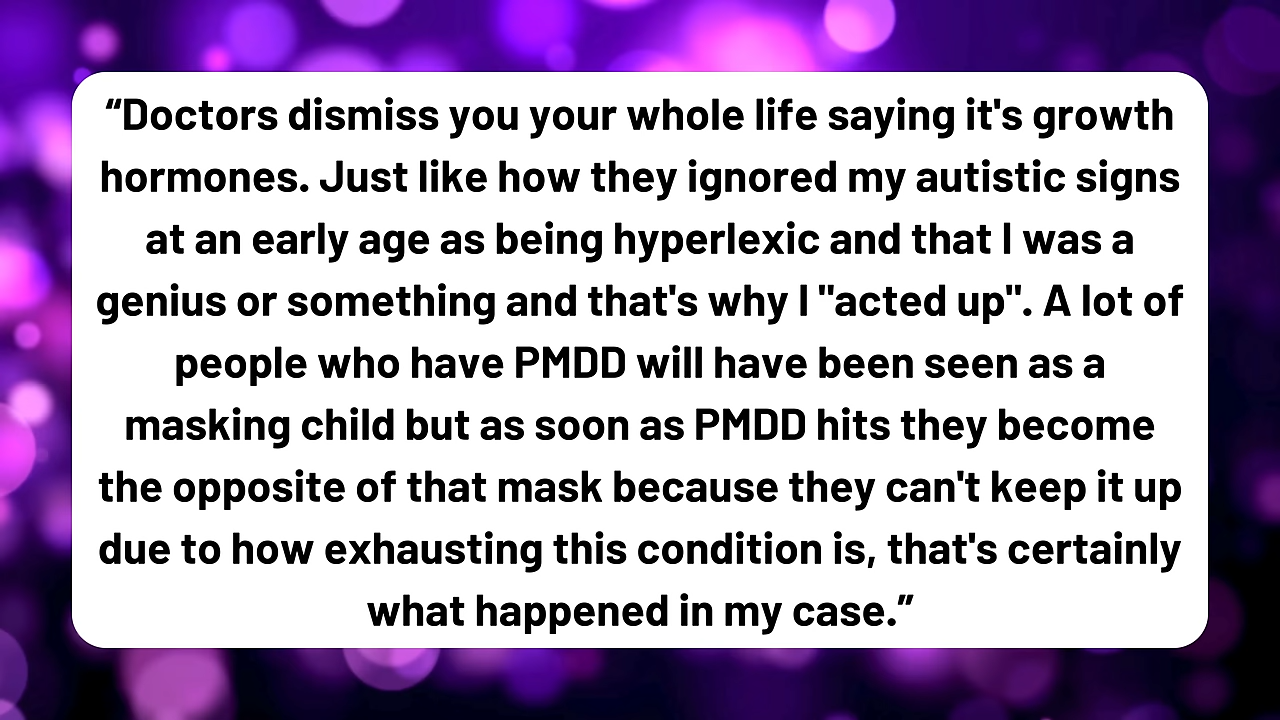 “Doctors dismiss you your whole life saying it's growth
hormones. Just like how they ignored my autistic signs
at an early age as being hyperlexic and that I was a
genius or something and that's why I "acted up". A lot of
people who have PMDD will have been seen as a
masking child but as soon as PMDD hits they become
the opposite of that mask because they can't keep it up
due to how exhausting this condition is, that's certainly
what happened in my case.”